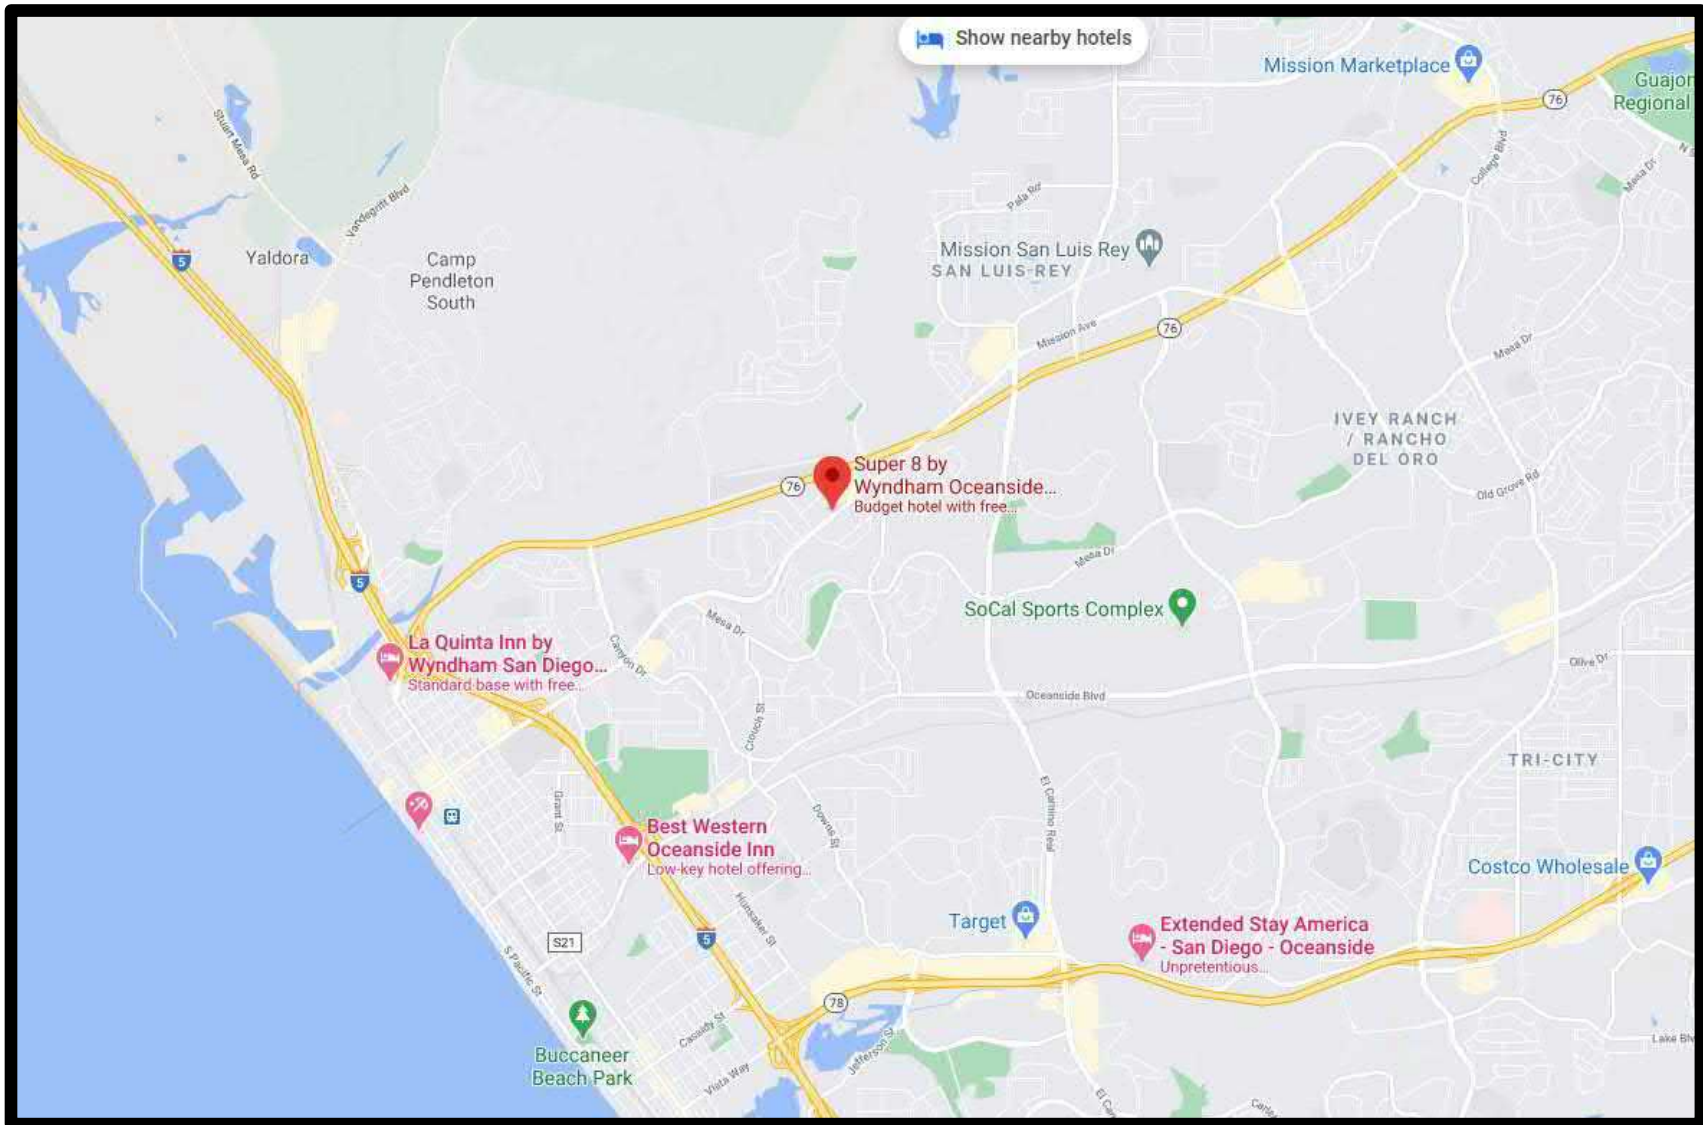 Show nearby hotels
Mission Marketplace
76
Guajon
Regional
Stuart Mesa Rd
College Blvd
N S
Mesa Dr
Vandegrift Blvd
Pala Rd
Mission San Luis Rey
SAN LUIS REY
5
Yaldora
Camp
Pendleton
South
Mission Ave
76
Mesa Dr
IVEY RANCH
/ RANCHO
DEL ORO
Super 8 by
Wyndham Oceanside...
Budget hotel with free...
76
Old Grove Rd
Mesa Dr
5
SoCal Sports Complex
Mesa Dr
Canyon Dr
La Quinta Inn by
Wyndham San Diego...
Standard base with free...
Olive Dr
Oceanside Blvd
Crouch St
TRI-CITY
Grant St
El Camino Real
Downs St
Best Western
Oceanside Inn
Low-key hotel offering...
Costco Wholesale
Hunsaker St
Target
Extended Stay America
- San Diego - Oceanside
Unpretentious...
S21
5
S Pacific St
78
Cassidy St
Jefferson St
Lake Blv
Buccaneer
Beach Park
Vista Way
El Cam
Carls